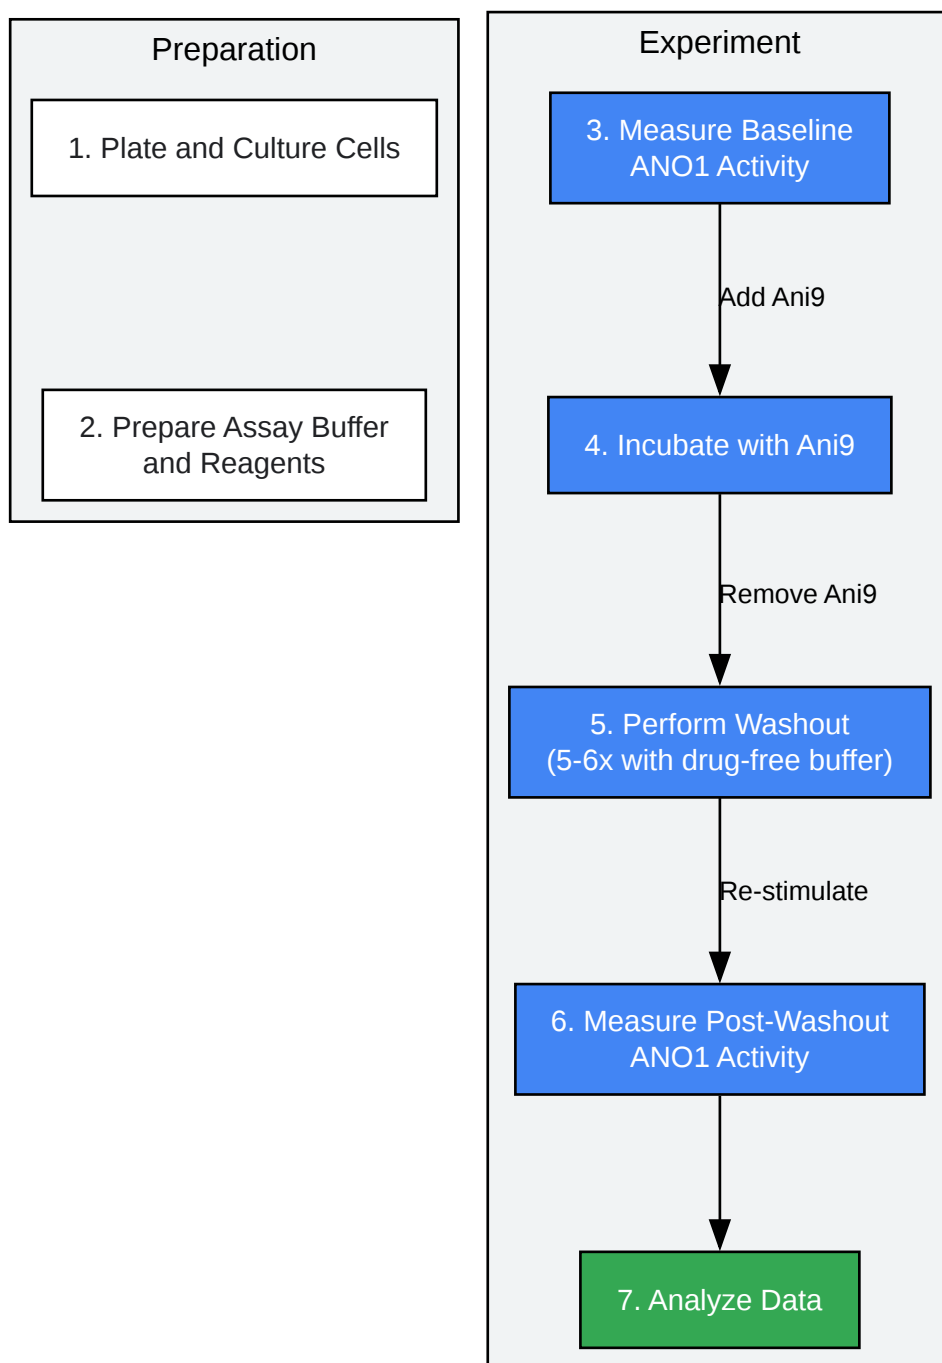 Preparation
1. Plate and Culture Cells
2. Prepare Assay Buffer
and Reagents
Experiment
3. Measure Baseline
ANO1 Activity
Add Ani9
4. Incubate with Ani9
Remove Ani9
5. Perform Washout
(5-6x with drug-free buffer)
Re-stimulate
6. Measure Post-Washout
ANO1 Activity
7. Analyze Data